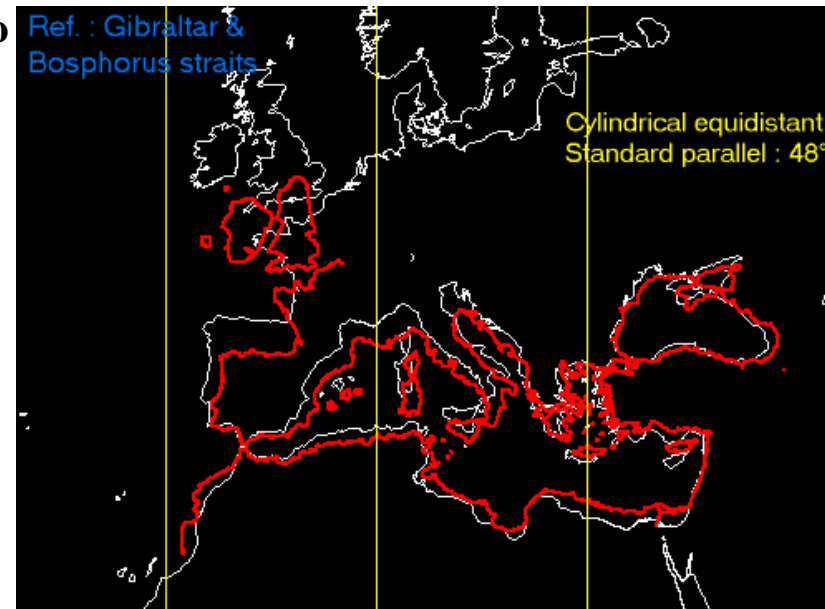 Ref. : Gibraltar &
Bosphorus straits
Cylindrical equidistant
Standard parallel : 48°